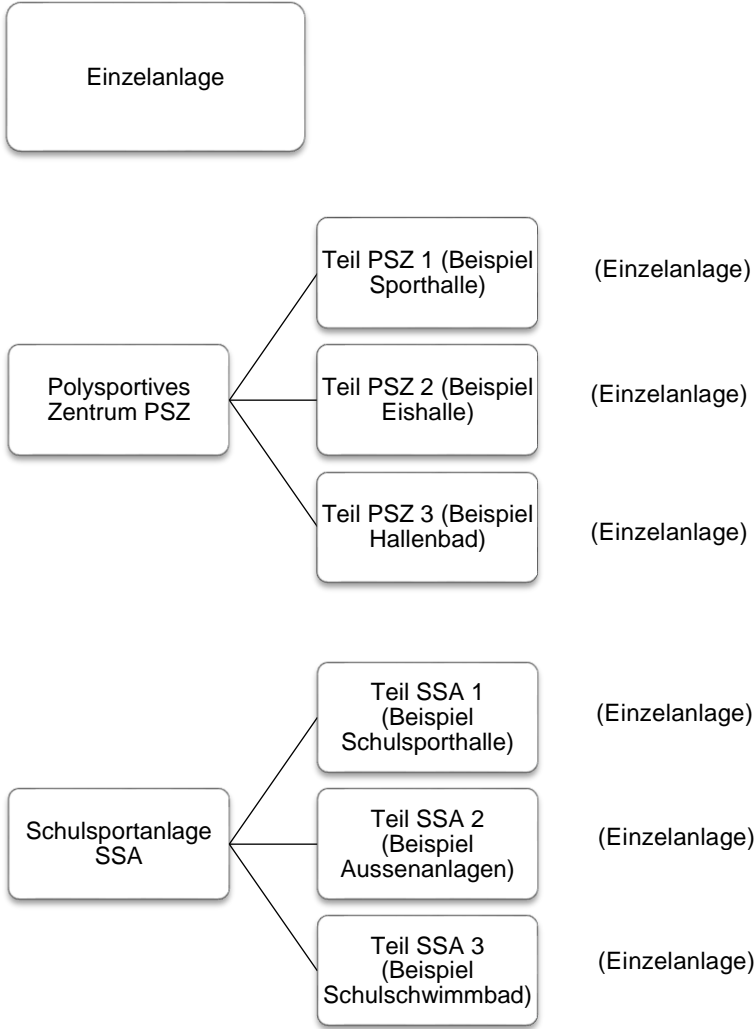 Einzelanlage
Teil PSZ 1 (Beispiel
Sporthalle)
(Einzelanlage)
Polysportives
Zentrum PSZ
Teil PSZ 2 (Beispiel
Eishalle)
(Einzelanlage)
Teil PSZ 3 (Beispiel
Hallenbad)
(Einzelanlage)
Teil SSA 1
(Beispiel
Schulsporthalle)
(Einzelanlage)
Schulsportanlage
SSA
Teil SSA 2
(Beispiel
Aussenanlagen)
(Einzelanlage)
Teil SSA 3
(Beispiel
Schulschwimmbad)
(Einzelanlage)